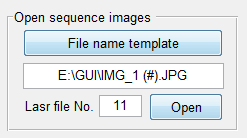 Open sequence images
File name template
E:\GUI\IMG_1 (#).JPG
Lasr file No. 11 Open